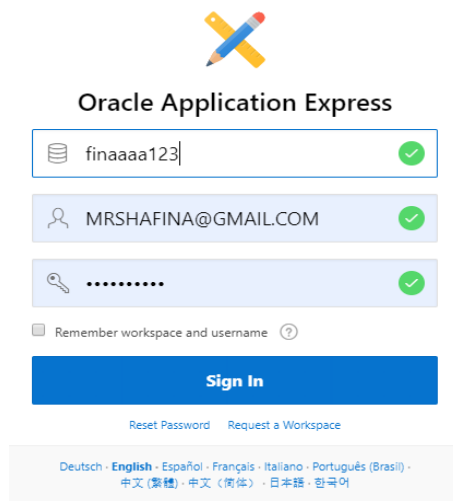 Oracle Application Express
finaaaa123
MRSHAFINA@GMAIL.COM
••••••••••
Remember workspace and username ?
Sign In
Reset Password Request a Workspace
Deutsch · English · Español · Français · Italiano · Português (Brasil) ·
中文 (繁體) · 中文（简体） · 日本語 · 한국어